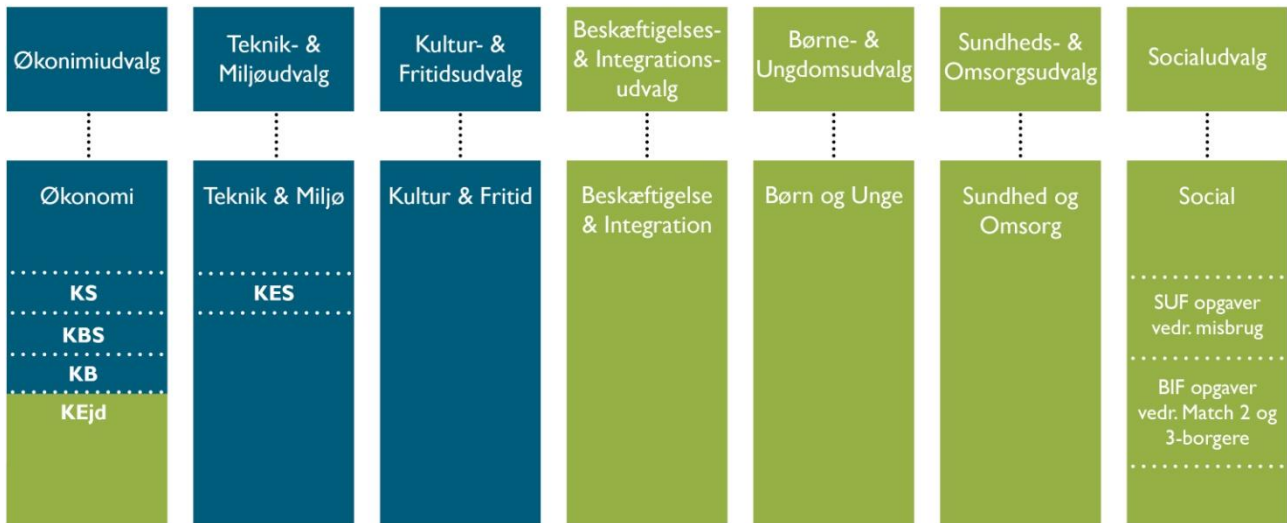 Økonimiudvalg
Teknik- &
Miljøudvalg
Kultur- &
Fritidsudvalg
Beskæftigelses-
& Integrations-
udvalg
Børne- &
Ungdomsudvalg
Sundheds- &
Omsorgsudvalg
Socialudvalg
Økonomi
KS
KBS
KB
KEjd
Teknik & Miljø
KES
Kultur & Fritid
Beskæftigelse
& Integration
Børn og Unge
Sundhed og
Omsorg
Social
SUF opgaver
vedr. misbrug
BIF opgaver
vedr. Match 2 og
3-borgere